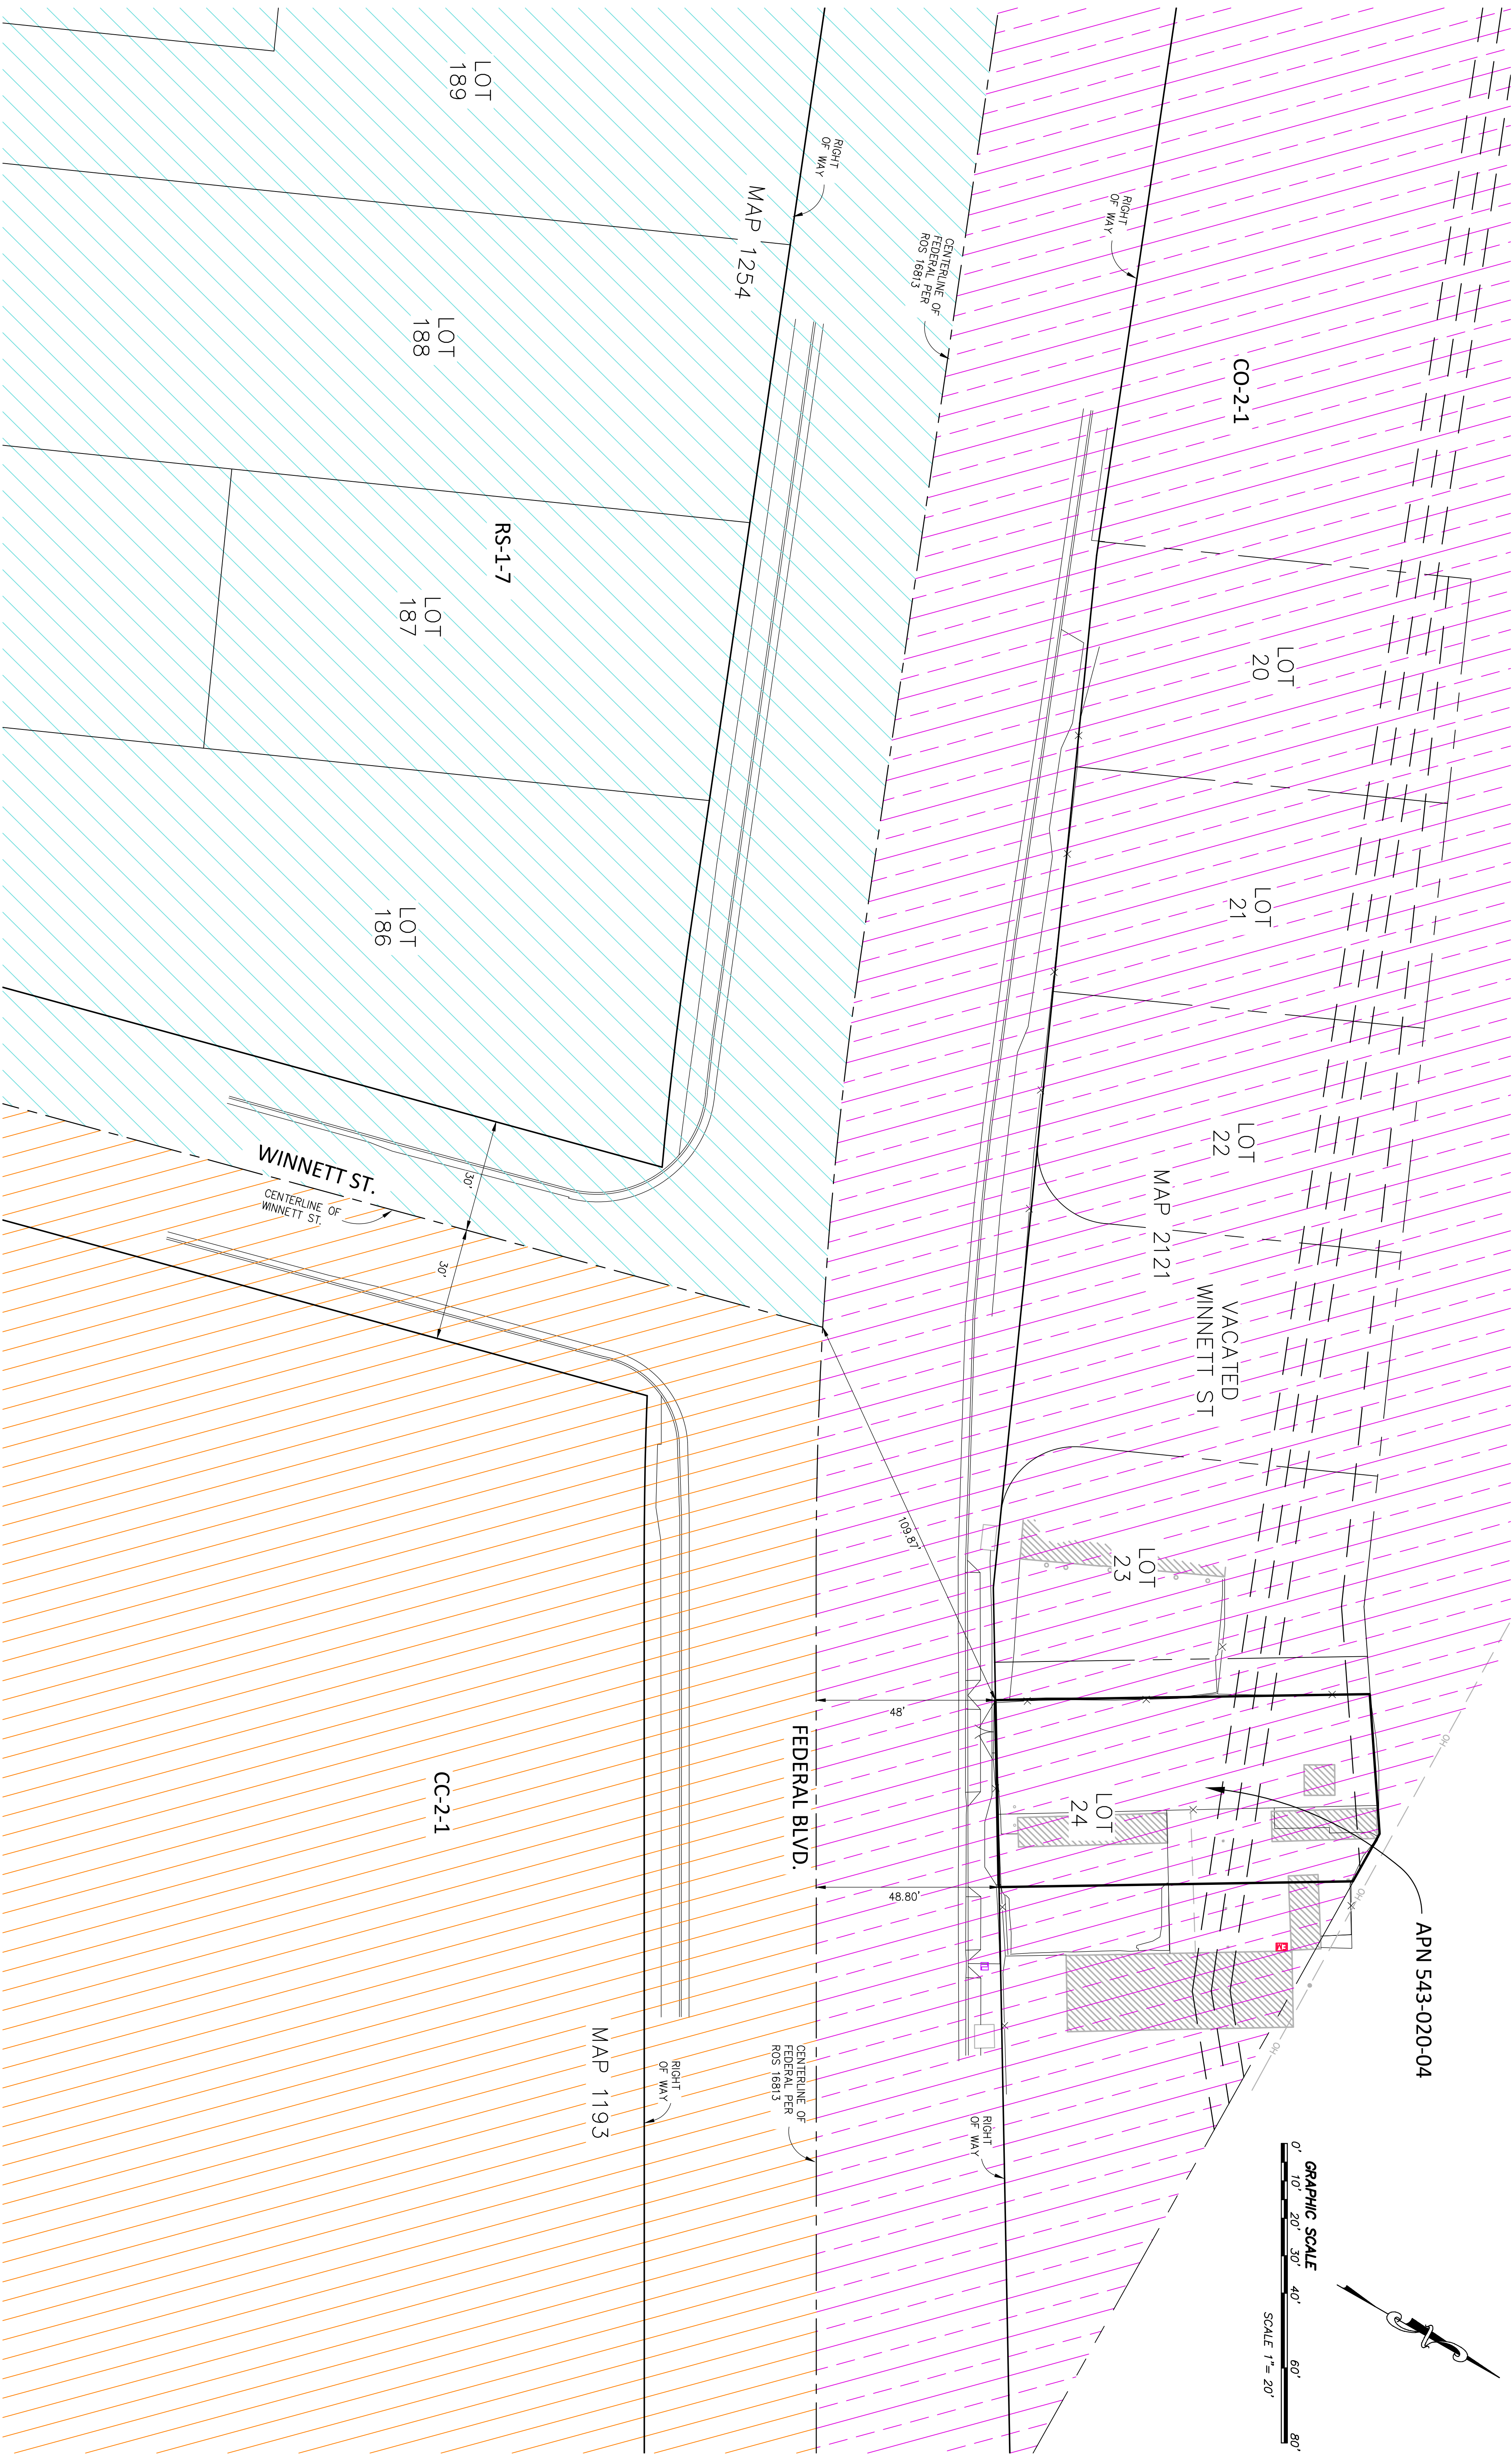 LOT
189
RIGHT
OF WAY
MAP 1254
RIGHT
OF WAY
CENTERLINE OF
FEDERAL PER
ROS 16813
CO-2-1
LOT
188
RS-1-7
LOT
187
LOT
20
LOT
186
LOT
21
LOT
22
MAP 2121
VACATED
WINNETT ST
WINNETT ST.
CENTERLINE OF
WINNETT ST.
30'
30'
109.87'
LOT
23
48'
FEDERAL BLVD.
LOT
24
48.80'
CC-2-1
OH
OH
OH
APN 543-020-04
MAP 1193
RIGHT
OF WAY
CENTERLINE OF
FEDERAL PER
ROS 16813
RIGHT
OF WAY
GRAPHIC SCALE
0' 10' 20' 30' 40' 60' 80'
SCALE 1"= 20'